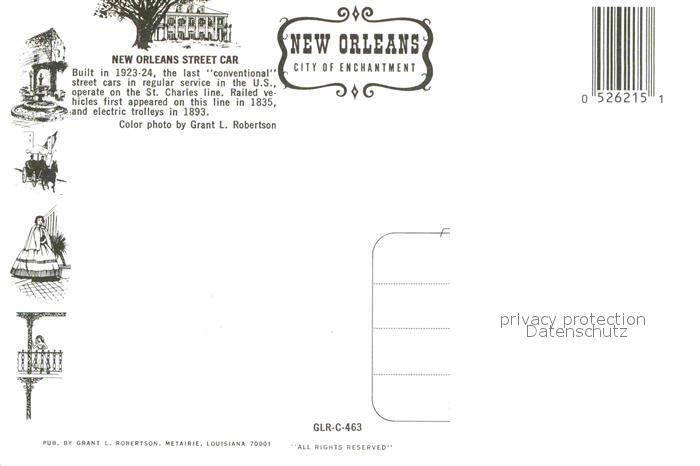 NEW ORLEANS STREET CAR
Built in 1923-24, the last "conventional"
street cars in regular service in the U.S.,
operate on the St. Charles line. Railed ve-
hicles first appeared on this line in 1835,
and electric trolleys in 1893.
Color photo by Grant L. Robertson
NEW ORLEANS
CITY OF ENCHANTMENT
0 526215 1
privacy protection
Datenschutz
GLR-C-463
PUB. BY GRANT L. ROBERTSON, METAIRIE, LOUISIANA 70001
"ALL RIGHTS RESERVED"